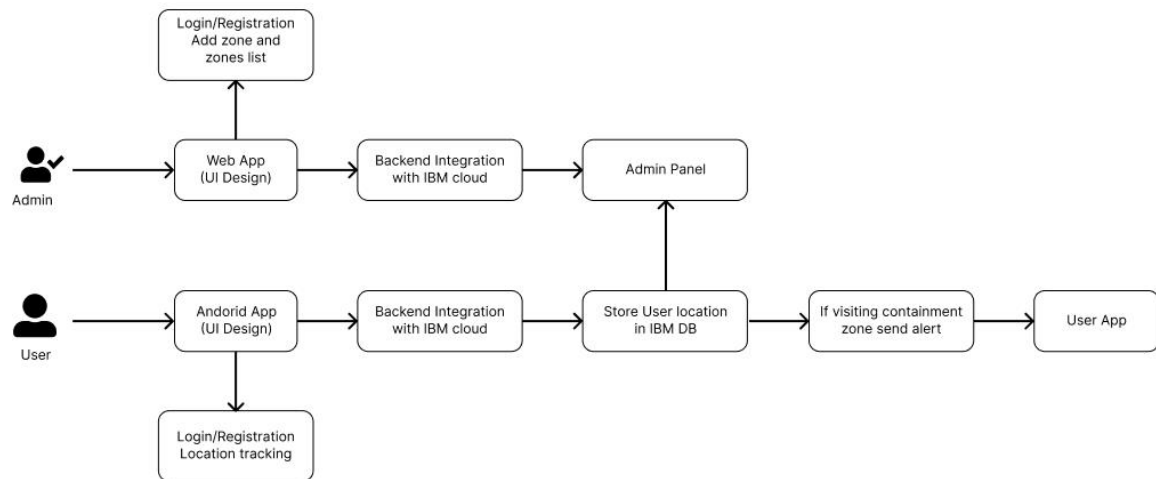 Login/Registration
Add zone and
zones list
Admin
Web App
(UI Design)
Backend Integration
with IBM cloud
Admin Panel
User
Andorid App
(UI Design)
Backend Integration
with IBM cloud
Store User location
in IBM DB
If visiting containment
zone send alert
User App
Login/Registration
Location tracking